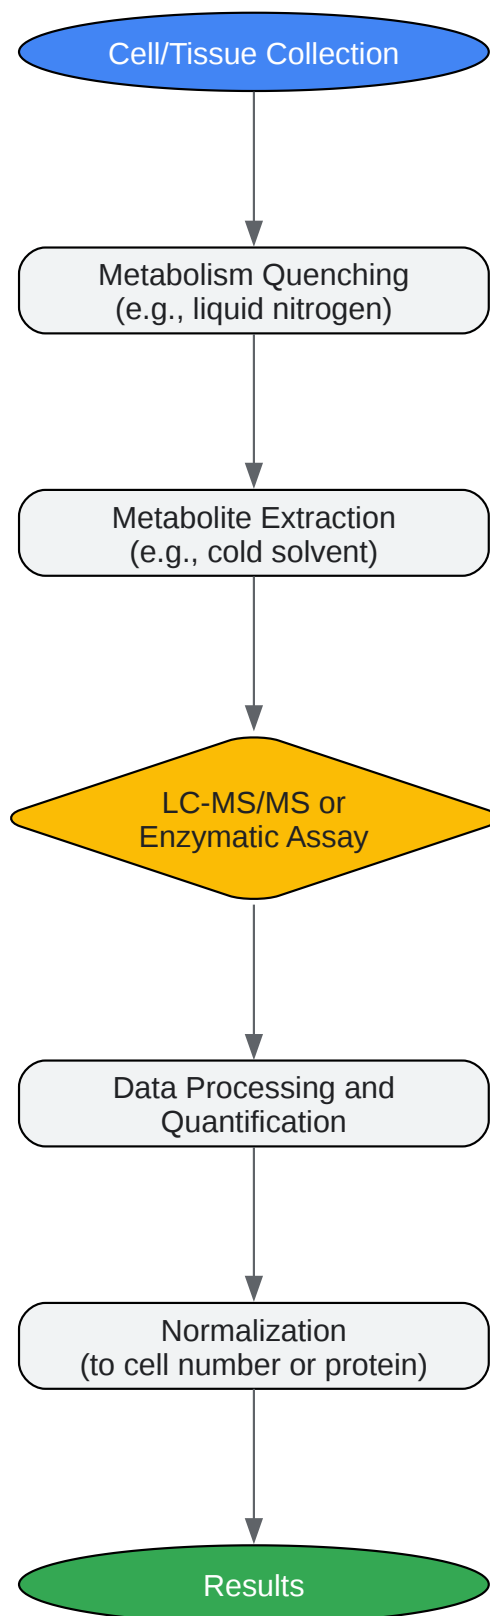 Cell/Tissue Collection
Metabolism Quenching
(e.g., liquid nitrogen)
Metabolite Extraction
(e.g., cold solvent)
LC-MS/MS or
Enzymatic Assay
Data Processing and
Quantification
Normalization
(to cell number or protein)
Results